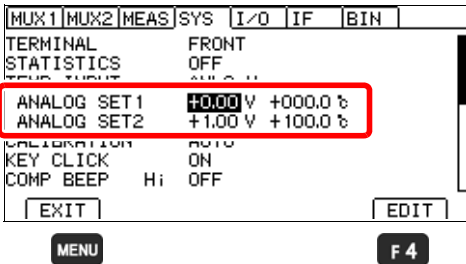 MUX1 MUX2 MEAS SYS I/O IF BIN
TERMINAL FRONT
STATISTICS OFF
ANALOG SET1 +0.00 V +000.0 ℃
ANALOG SET2 +1.00 V +100.0 ℃
CALIBRATION AUTO
KEY CLICK ON
COMP BEEP Hi OFF
EXIT EDIT
MENU F4